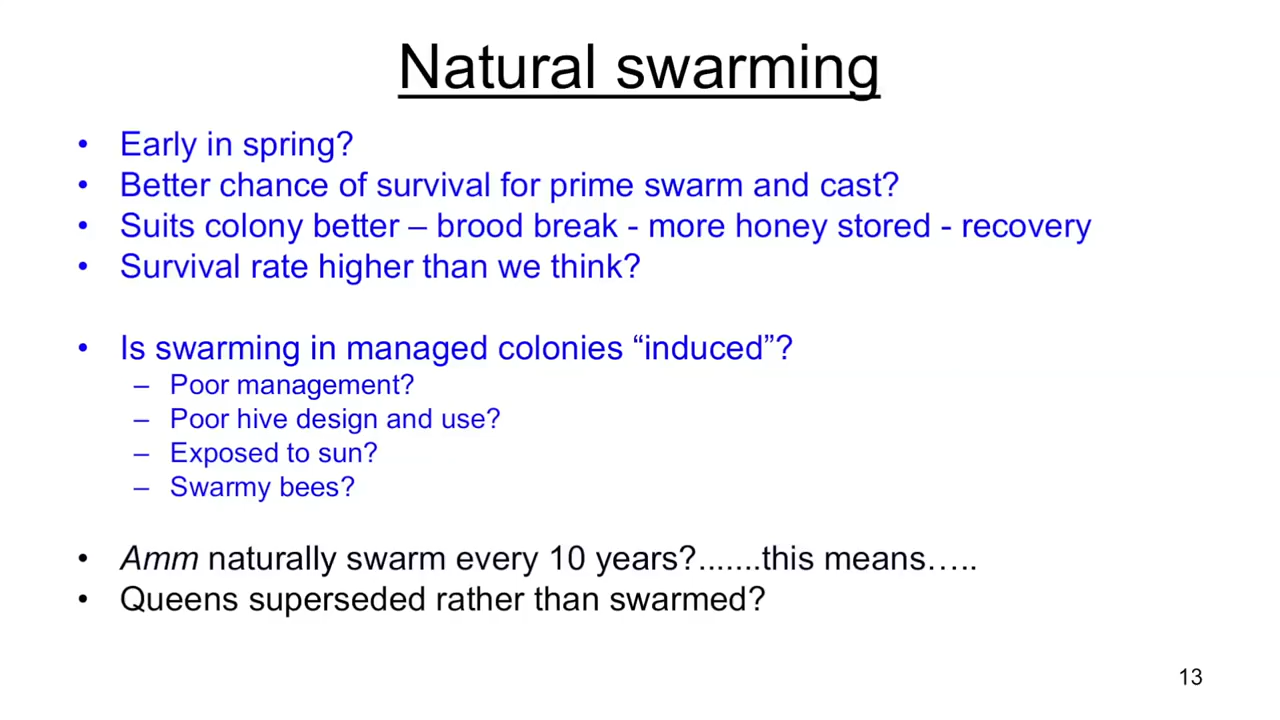 Natural swarming
• Early in spring?
• Better chance of survival for prime swarm and cast?
• Suits colony better – brood break - more honey stored - recovery
• Survival rate higher than we think?
• Is swarming in managed colonies “induced”?
– Poor management?
– Poor hive design and use?
– Exposed to sun?
– Swarmy bees?
• Amm naturally swarm every 10 years?.......this means…..
• Queens superseded rather than swarmed?
13